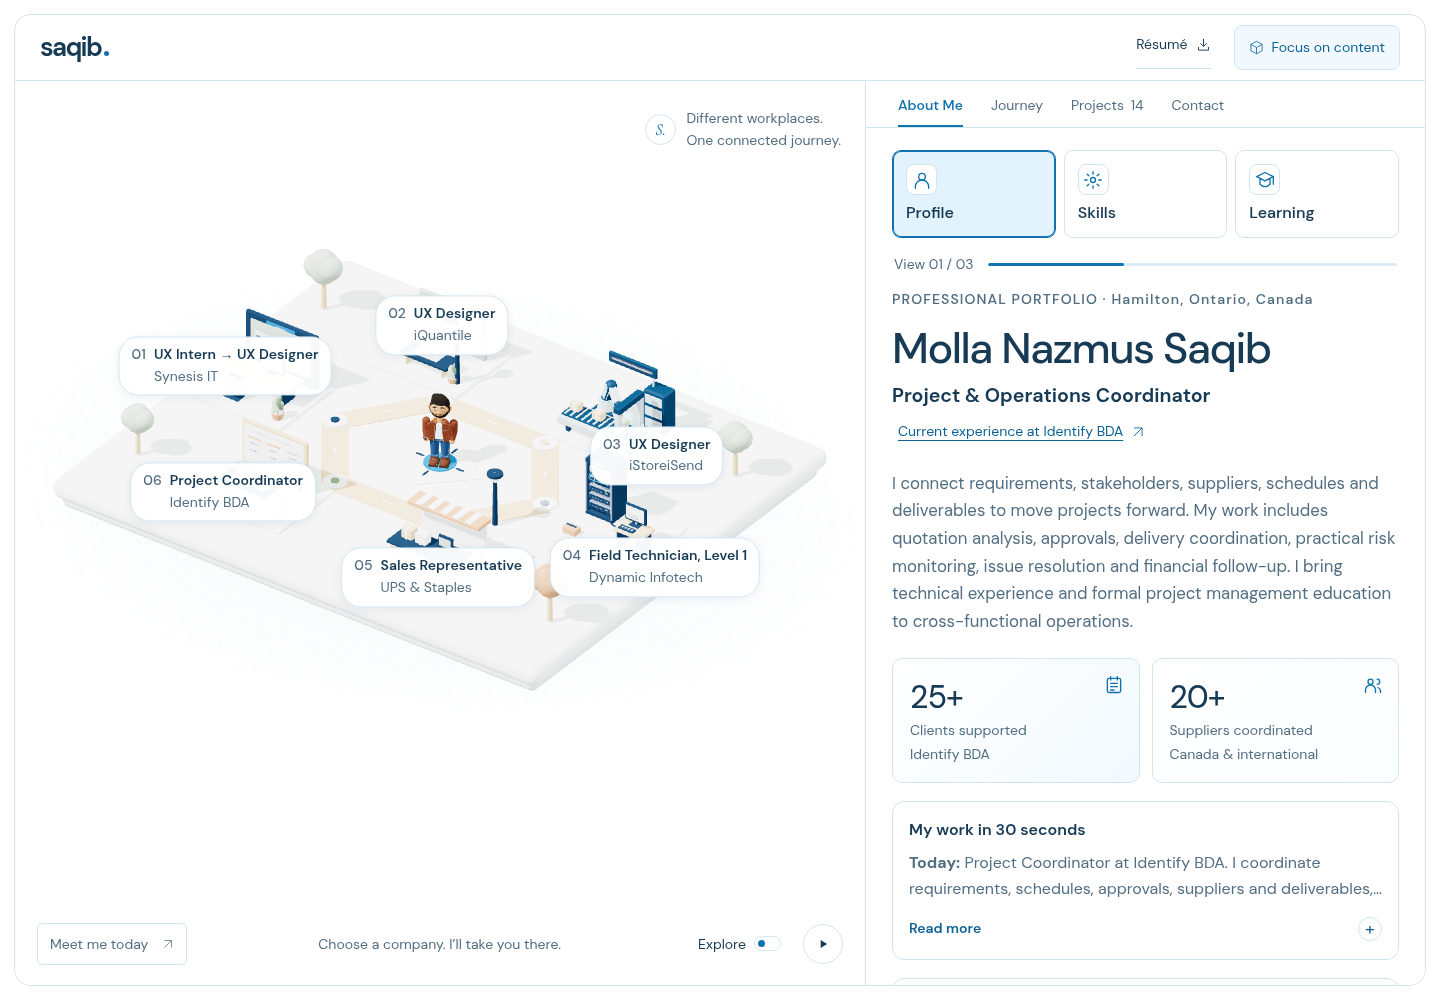 saqib.
Résumé
Focus on content
S.
Different workplaces.
One connected journey.
01 UX Intern → UX Designer
Synesis IT
02 UX Designer
iQuantile
03 UX Designer
iStoreiSend
06 Project Coordinator
Identify BDA
05 Sales Representative
UPS & Staples
04 Field Technician, Level 1
Dynamic Infotech
Meet me today
Choose a company. I’ll take you there.
Explore
About Me Journey Projects 14 Contact
Profile
Skills
Learning
View 01 / 03
PROFESSIONAL PORTFOLIO · Hamilton, Ontario, Canada
Molla Nazmus Saqib
Project & Operations Coordinator
Current experience at Identify BDA
I connect requirements, stakeholders, suppliers, schedules and
deliverables to move projects forward. My work includes
quotation analysis, approvals, delivery coordination, practical risk
monitoring, issue resolution and financial follow-up. I bring
technical experience and formal project management education
to cross-functional operations.
25+
Clients supported
Identify BDA
20+
Suppliers coordinated
Canada & international
My work in 30 seconds
Today: Project Coordinator at Identify BDA. I coordinate
requirements, schedules, approvals, suppliers and deliverables,…
Read more